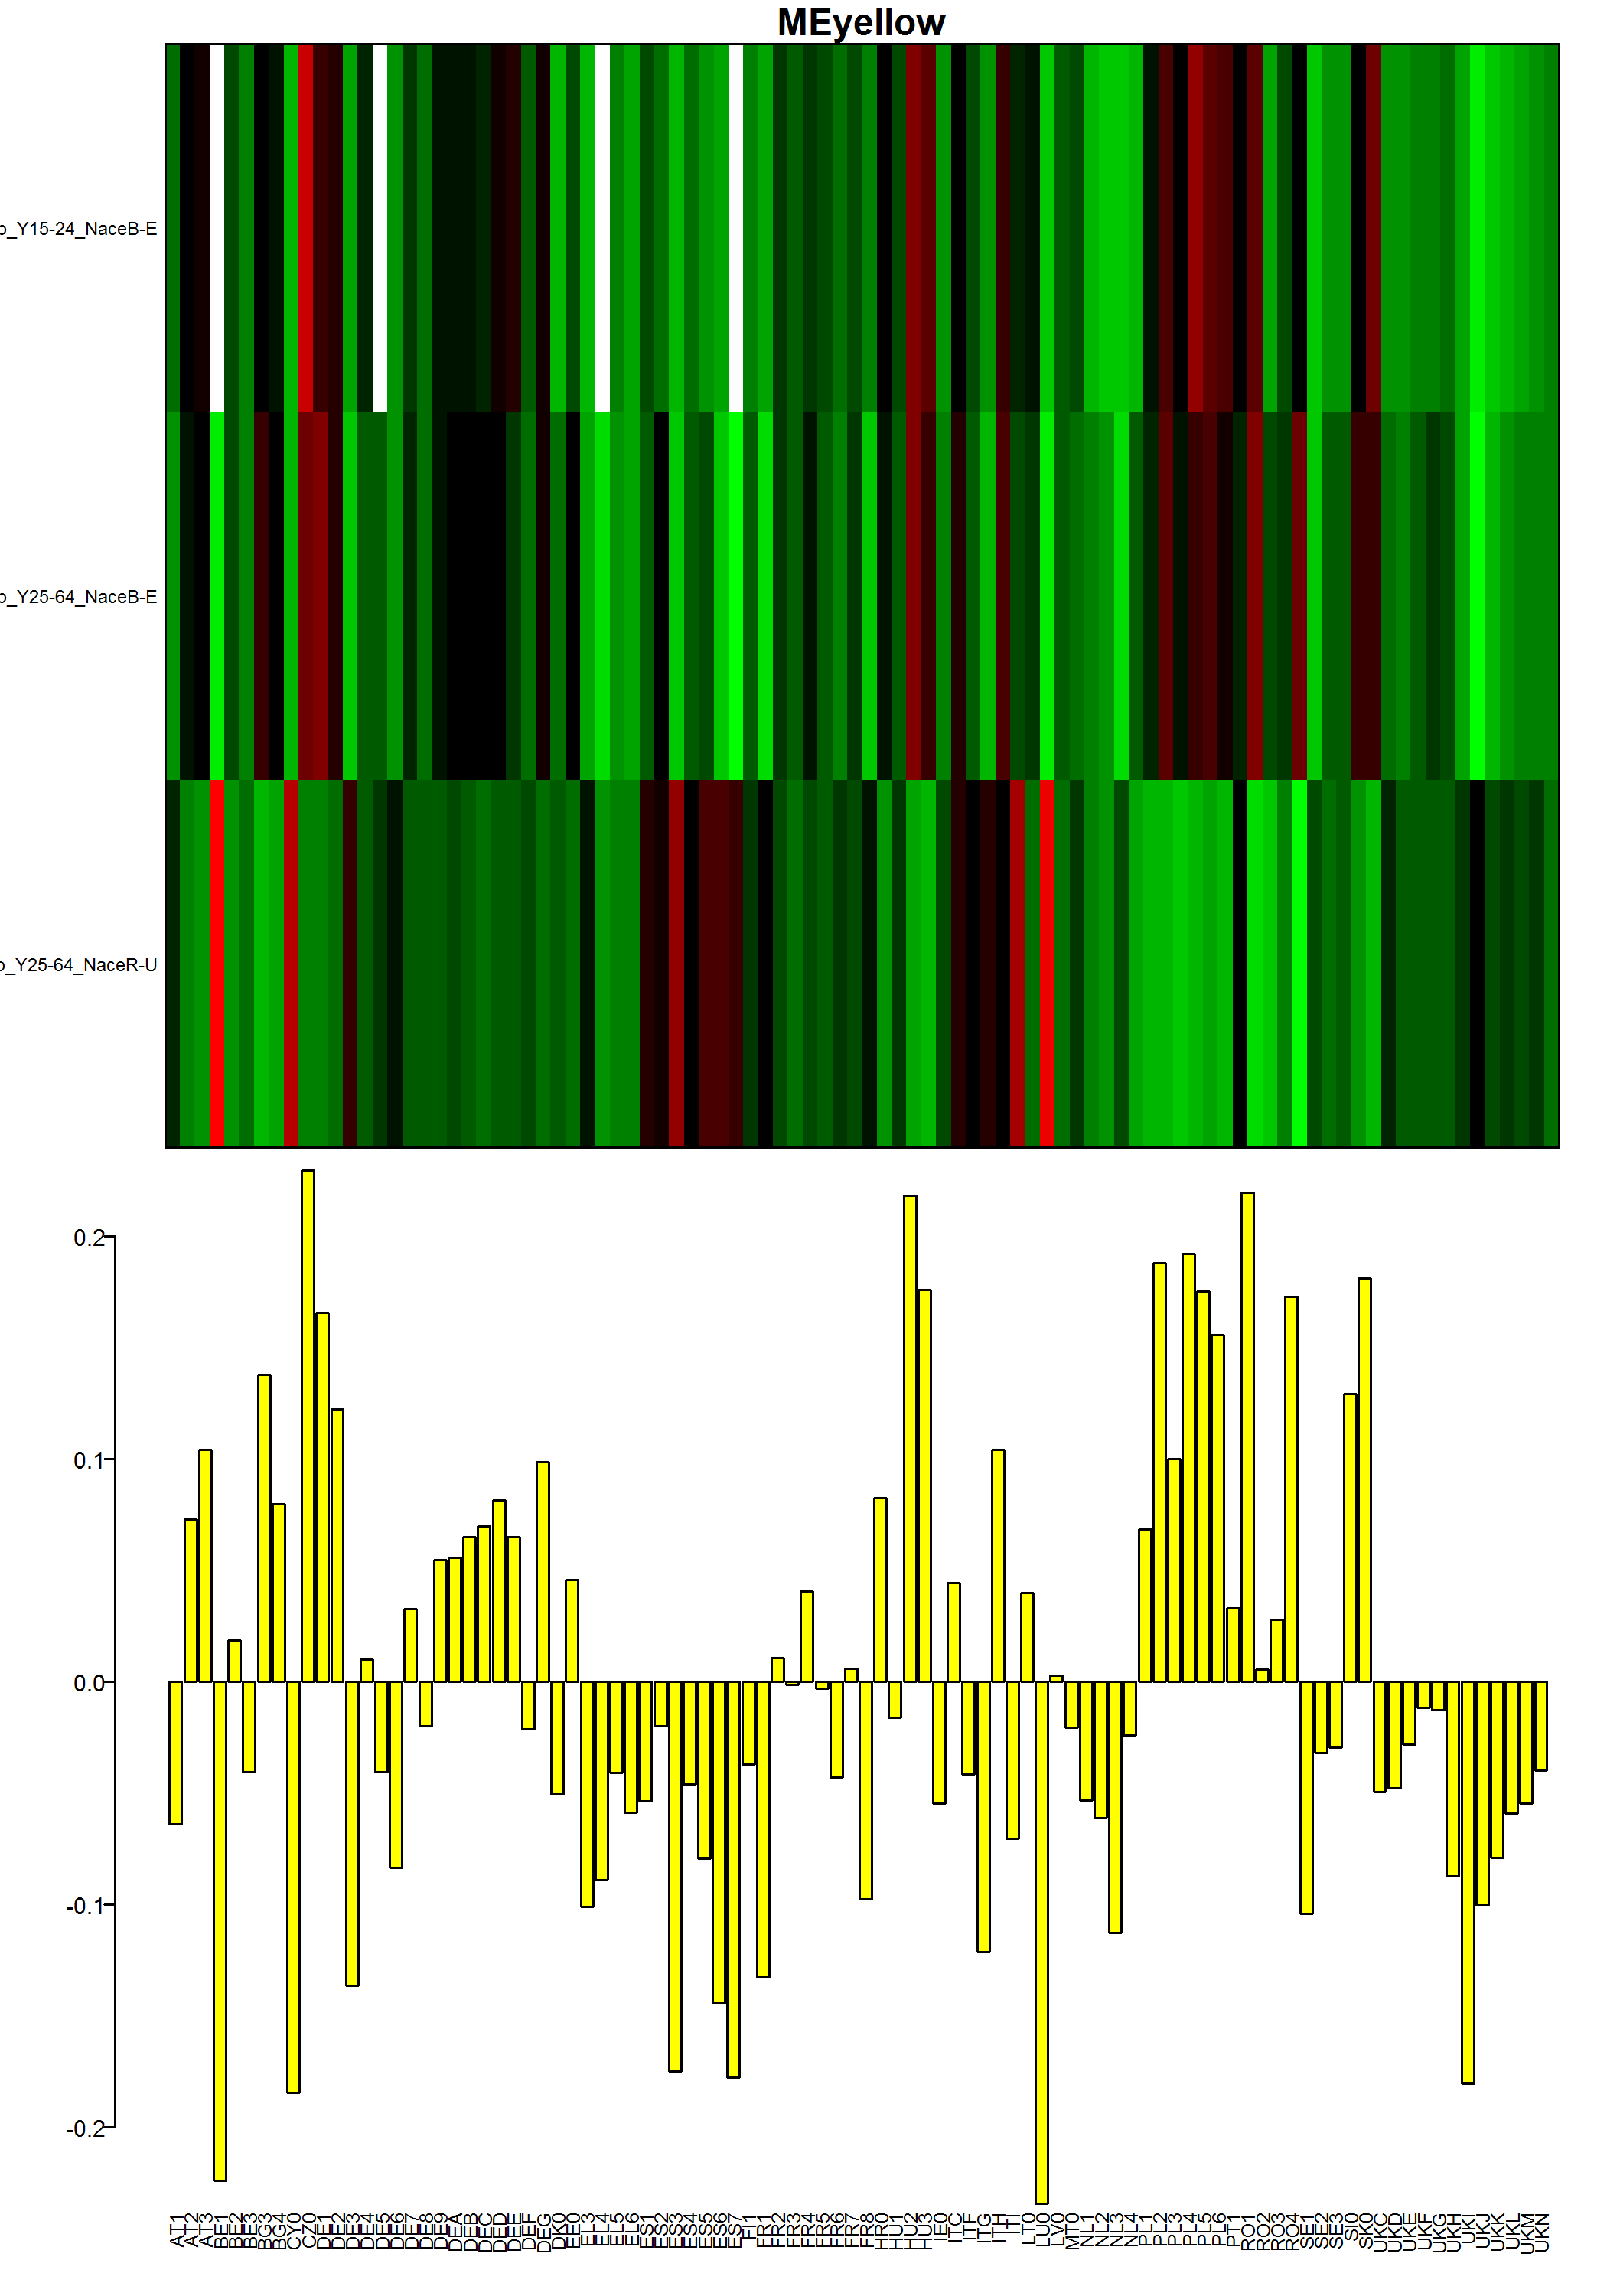 MEyellow
o_Y15-24_NaceB-E
o_Y25-64_NaceB-E
o_Y25-64_NaceR-U
0.2
0.1
0.0
-0.1
-0.2
AT1
AT2
AT3
BE1
BE2
BE3
BG3
BG4
CY0
CZ0
DE1
DE2
DE3
DE4
DE5
DE6
DE7
DE8
DE9
DEA
DEB
DEC
DED
DEE
DEF
DEG
DK0
EE0
EL3
EL4
EL5
EL6
ES1
ES2
ES3
ES4
ES5
ES6
ES7
FI1
FR1
FR2
FR3
FR4
FR5
FR6
FR7
FR8
HR0
HU1
HU2
HU3
IE0
ITC
ITF
ITG
ITH
ITI
LT0
LU0
LV0
MT0
NL1
NL2
NL3
NL4
PL1
PL2
PL3
PL4
PL5
PL6
PT1
RO1
RO2
RO3
RO4
SE1
SE2
SE3
SI0
SK0
UKC
UKD
UKE
UKF
UKG
UKH
UKI
UKJ
UKK
UKL
UKM
UKN